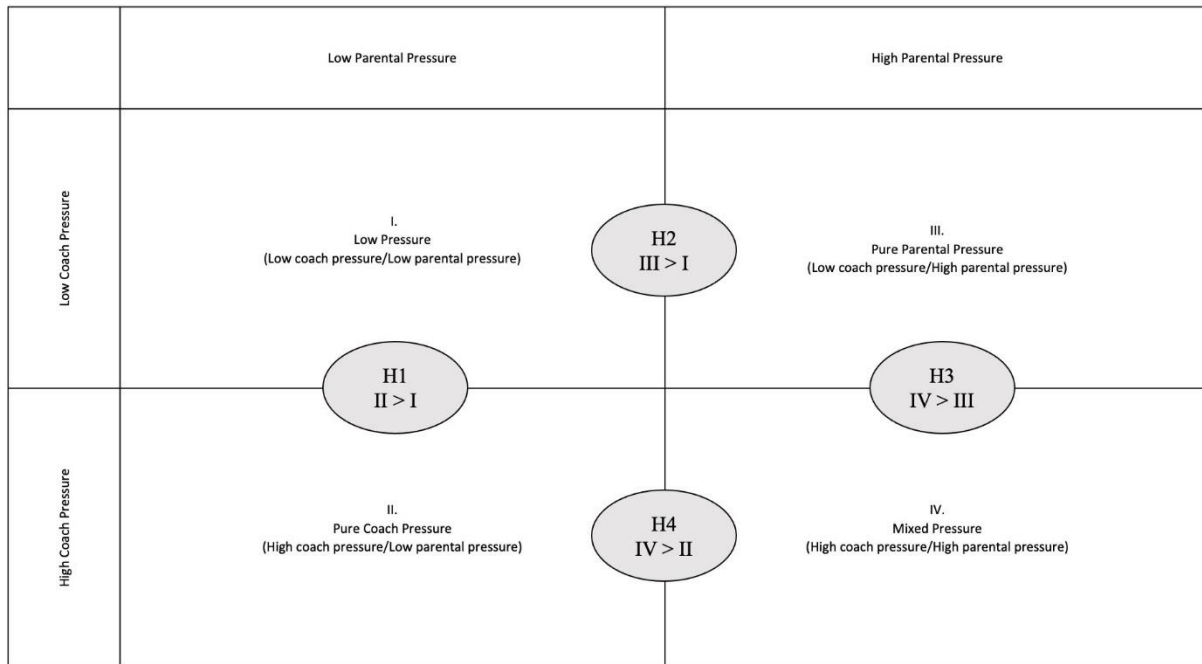 Low Parental Pressure
High Parental Pressure
Low Coach Pressure
I.
Low Pressure
(Low coach pressure/Low parental pressure)
H2
III > I
III.
Pure Parental Pressure
(Low coach pressure/High parental pressure)
H1
II > I
H3
IV > III
High Coach Pressure
II.
Pure Coach Pressure
(High coach pressure/Low parental pressure)
H4
IV > II
IV.
Mixed Pressure
(High coach pressure/High parental pressure)